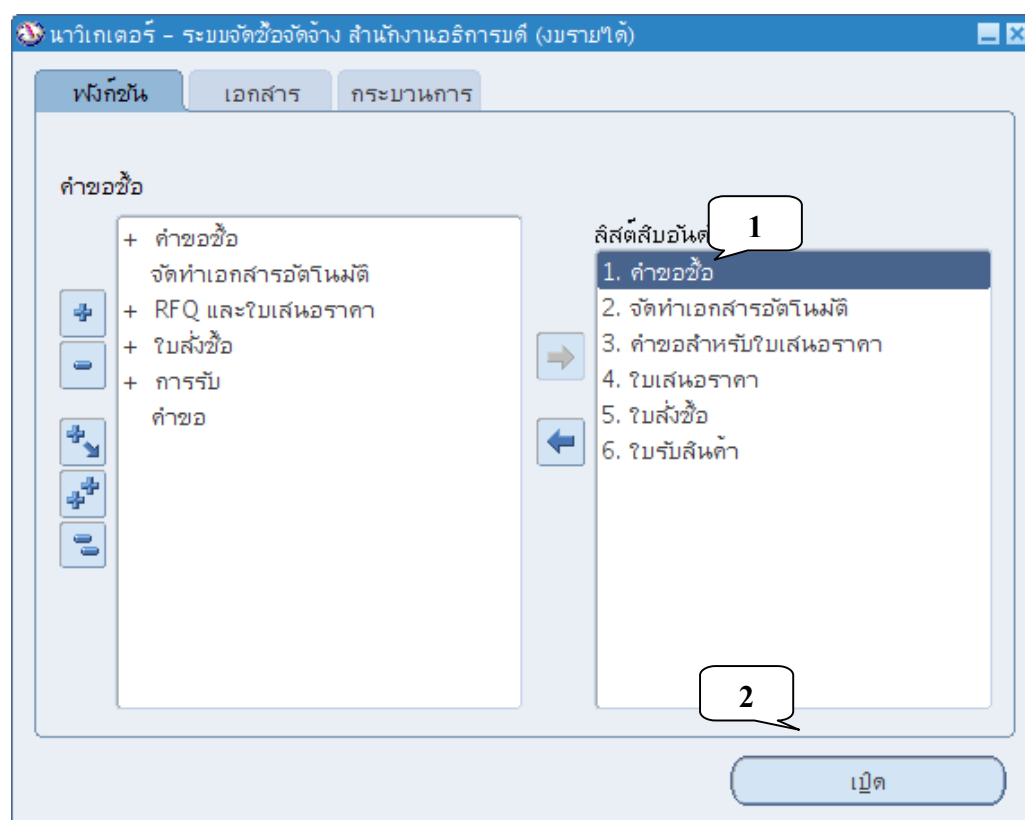 นาวิเกเตอร์ – ระบบจัดซื้อจัดจ้าง สำนักงานอธิการบดี (งบรายได้)
ฟังก์ชัน เอกสาร กระบวนการ
คำขอซื้อ
+ คำขอซื้อ
จัดทำเอกสารอัตโนมัติ
+ RFQ และใบเสนอราคา
+ ใบสั่งซื้อ
+ การรับ
คำขอ
ลิสต์สิบอันดับ
1
1. คำขอซื้อ
2. จัดทำเอกสารอัตโนมัติ
3. คำขอสำหรับใบเสนอราคา
4. ใบเสนอราคา
5. ใบสั่งซื้อ
6. ใบรับสินค้า
2
เปิด